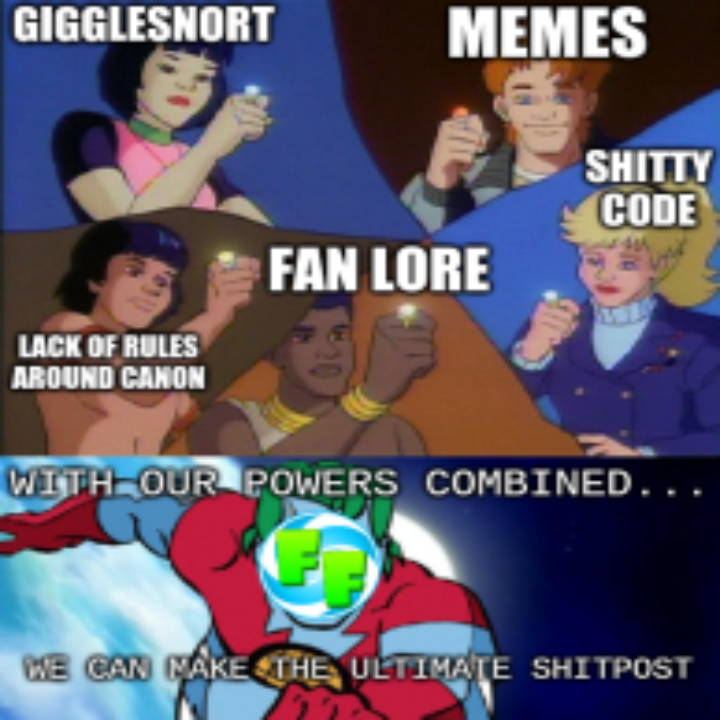 GIGGLESNORT
MEMES
SHITTY
CODE
FAN LORE
LACK OF RULES
AROUND CANON
WITH OUR POWERS COMBINED...
FF
WE CAN MAKE THE ULTIMATE SHITPOST